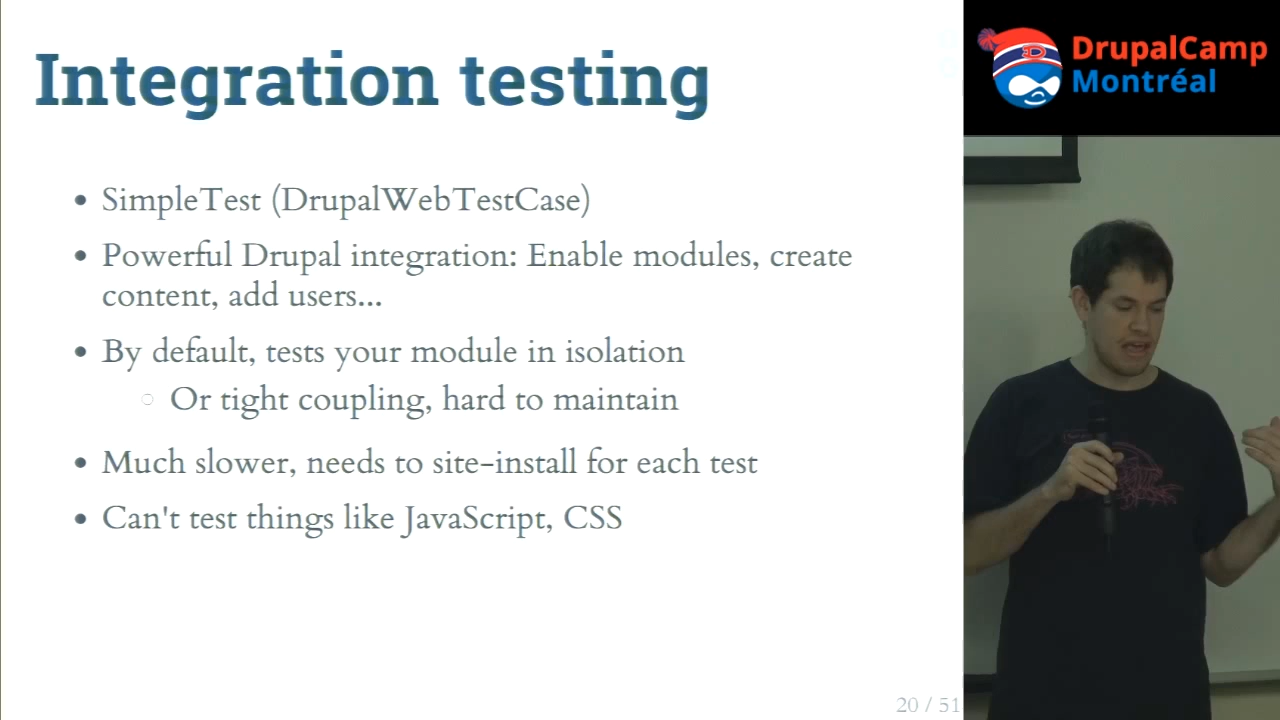 Integration testing
DrupalCamp
Montréal
• SimpleTest (DrupalWebTestCase)
• Powerful Drupal integration: Enable modules, create
content, add users...
• By default, tests your module in isolation
○ Or tight coupling, hard to maintain
• Much slower, needs to site-install for each test
• Can't test things like JavaScript, CSS
20 / 51